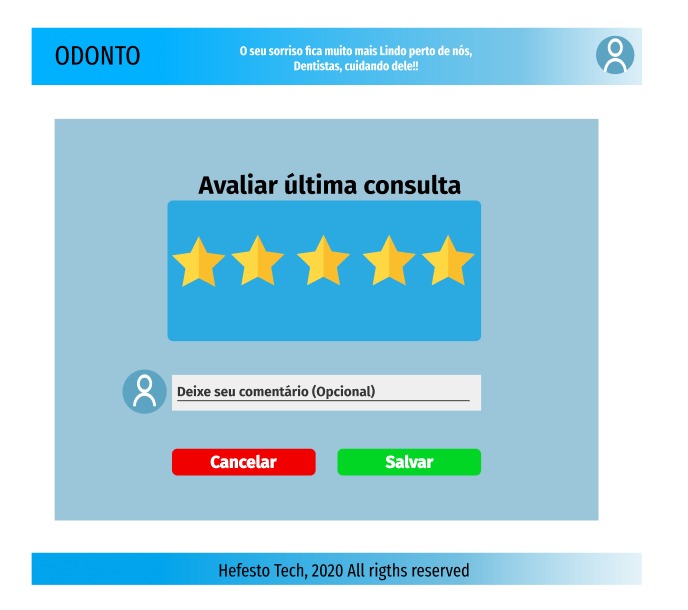 ODONTO
O seu sorriso fica muito mais Lindo perto de nós,
Dentistas, cuidando dele!!
Avaliar última consulta
Deixe seu comentário (Opcional)
Cancelar
Salvar
Hefesto Tech, 2020 All rigths reserved